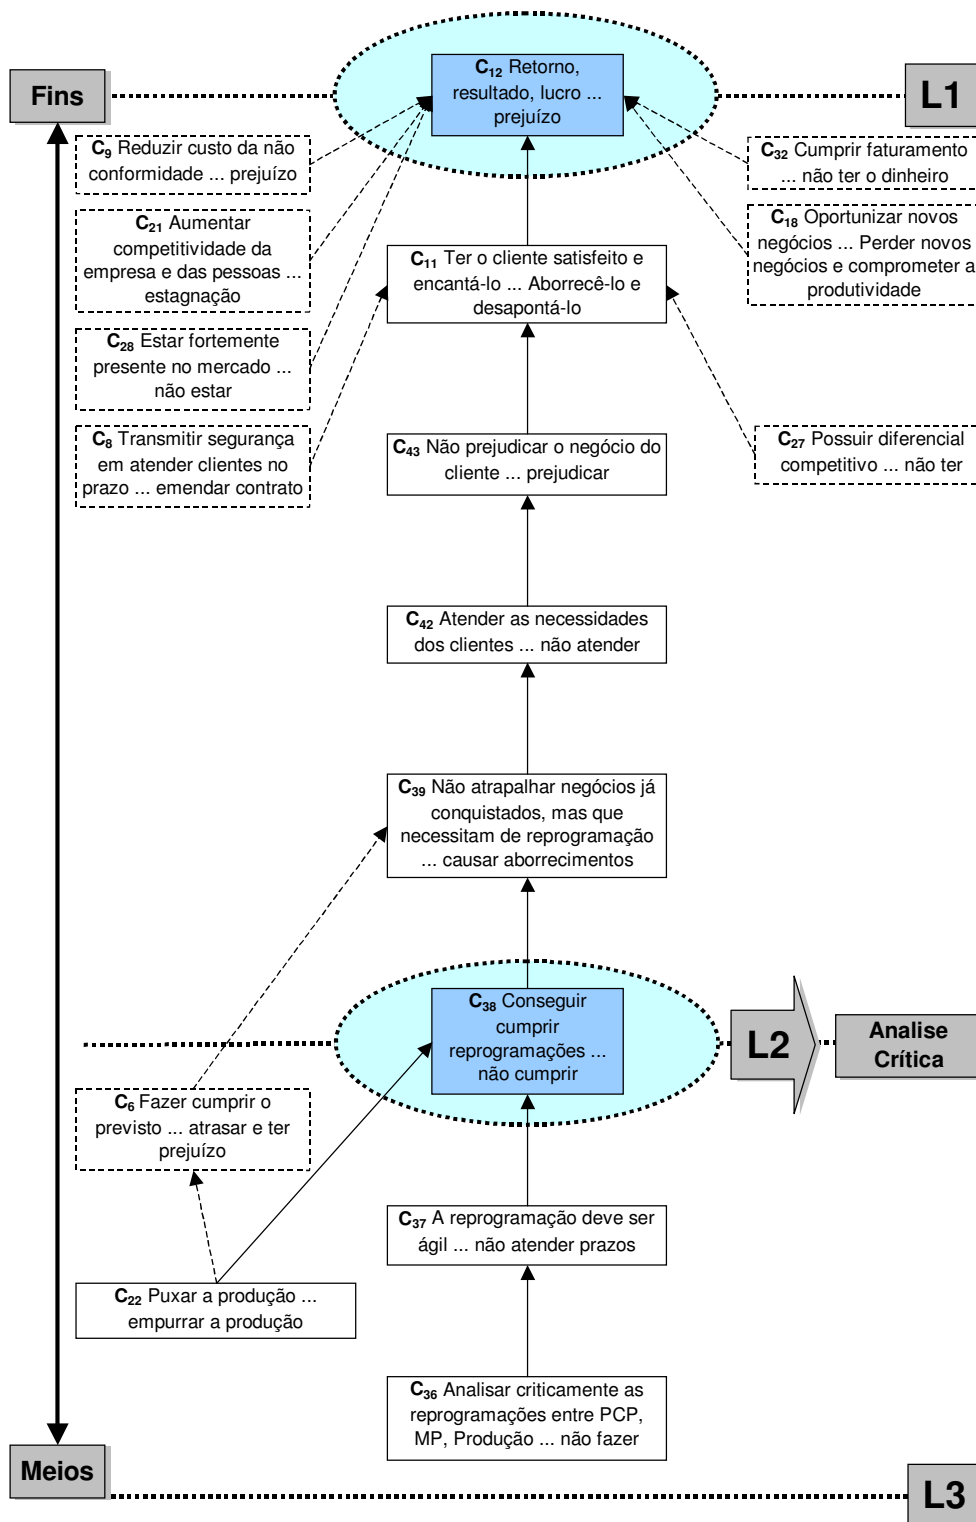 Fins
C12 Retorno,
resultado, lucro ...
prejuízo
L1
C9 Reduzir custo da não
conformidade ... prejuízo
C32 Cumprir faturamento
... não ter o dinheiro
C21 Aumentar
competitividade da
empresa e das pessoas ...
estagnação
C18 Oportunizar novos
negócios ... Perder novos
negócios e comprometer a
produtividade
C11 Ter o cliente satisfeito e
encantá-lo ... Aborrecê-lo e
desapontá-lo
C28 Estar fortemente
presente no mercado ...
não estar
C8 Transmitir segurança
em atender clientes no
prazo ... emendar contrato
C43 Não prejudicar o negócio do
cliente ... prejudicar
C27 Possuir diferencial
competitivo ... não ter
C42 Atender as necessidades
dos clientes ... não atender
C39 Não atrapalhar negócios já
conquistados, mas que
necessitam de reprogramação
... causar aborrecimentos
C38 Conseguir
cumprir
reprogramações ...
não cumprir
L2
Analise
Crítica
C6 Fazer cumprir o
previsto ... atrasar e ter
prejuízo
C37 A reprogramação deve ser
ágil ... não atender prazos
C22 Puxar a produção ...
empurrar a produção
C36 Analisar criticamente as
reprogramações entre PCP,
MP, Produção ... não fazer
Meios
L3